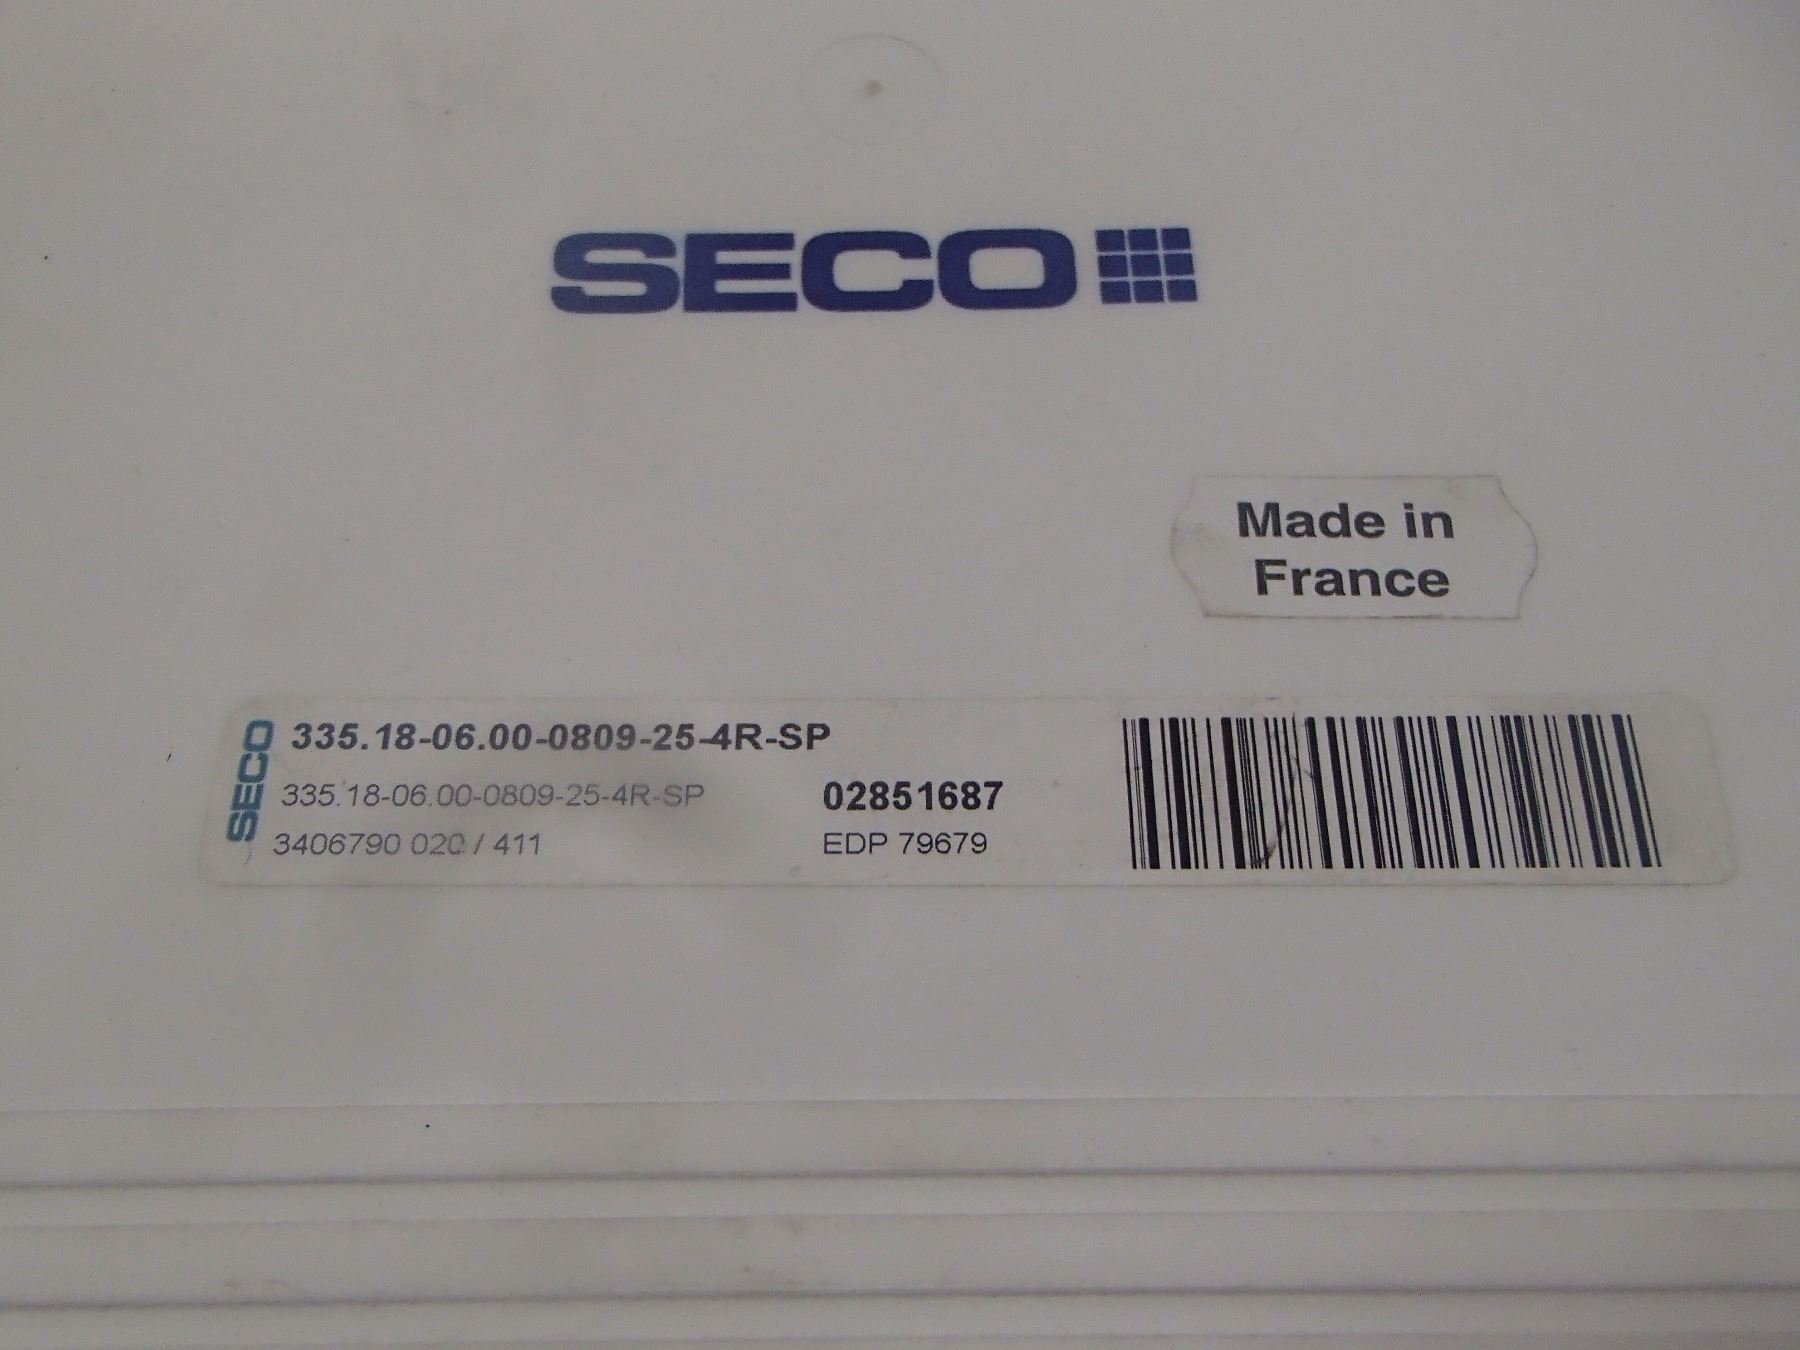 SECO
Made in
France
SECO
335.18-06.00-0809-25-4R-SP
335.18-06.00-0809-25-4R-SP
02851687
3406790 020 / 411
EDP 79679